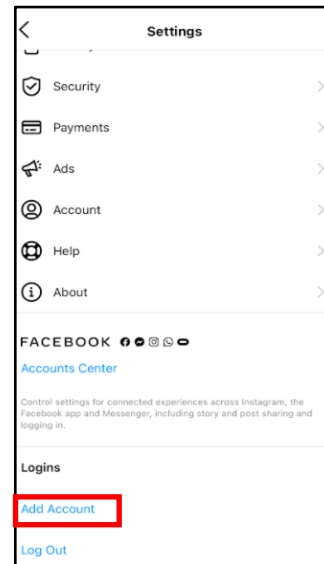 Settings
Security
Payments
Ads
Account
Help
About
FACEBOOK
Accounts Center
Control settings for connected experiences across Instagram, the
Facebook app and Messenger, including story and post sharing and
logging in.
Logins
Add Account
Log Out